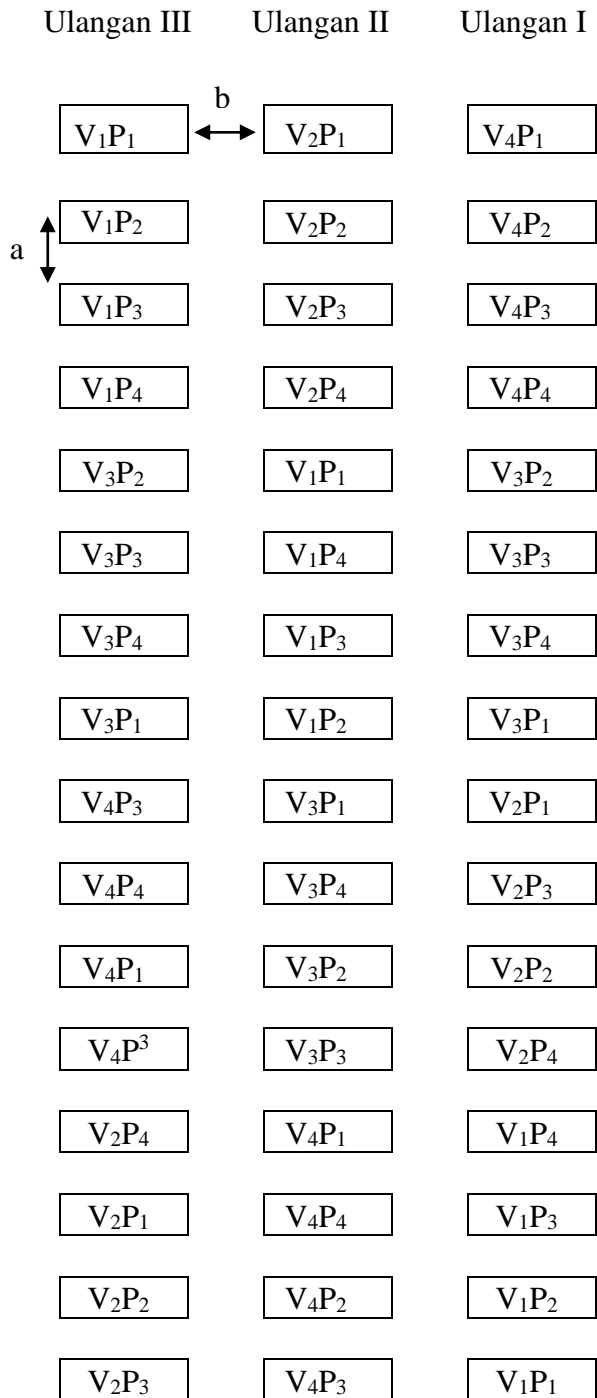 Ulangan III Ulangan II Ulangan I
b
V₁P₁ V₂P₁ V₄P₁
V₁P₂ V₂P₂ V₄P₂
a
V₁P₃ V₂P₃ V₄P₃
V₁P₄ V₂P₄ V₄P₄
V₃P₂ V₁P₁ V₃P₂
V₃P₃ V₁P₄ V₃P₃
V₃P₄ V₁P₃ V₃P₄
V₃P₁ V₁P₂ V₃P₁
V₄P₃ V₃P₁ V₂P₁
V₄P₄ V₃P₄ V₂P₃
V₄P₁ V₃P₂ V₂P₂
V₄P³ V₃P₃ V₂P₄
V₂P₄ V₄P₁ V₁P₄
V₂P₁ V₄P₄ V₁P₃
V₂P₂ V₄P₂ V₁P₂
V₂P₃ V₄P₃ V₁P₁